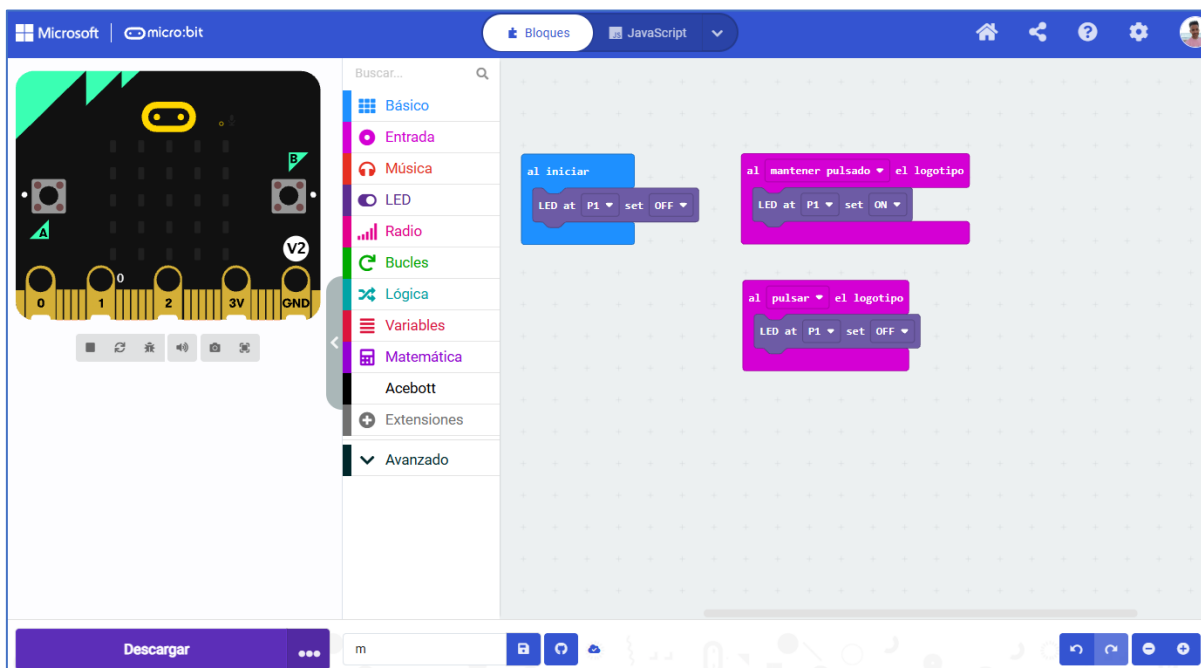 Microsoft micro:bit Bloques JavaScript
Buscar...
Básico
Entrada
Música
LED
Radio
Bucles
Lógica
Variables
Matemática
Acebott
Extensiones
Avanzado
B
A
V2
0
0 1 2 3V GND
al iniciar
LED at P1 set OFF
al mantener pulsado el logotipo
LED at P1 set ON
al pulsar el logotipo
LED at P1 set OFF
Descargar
m